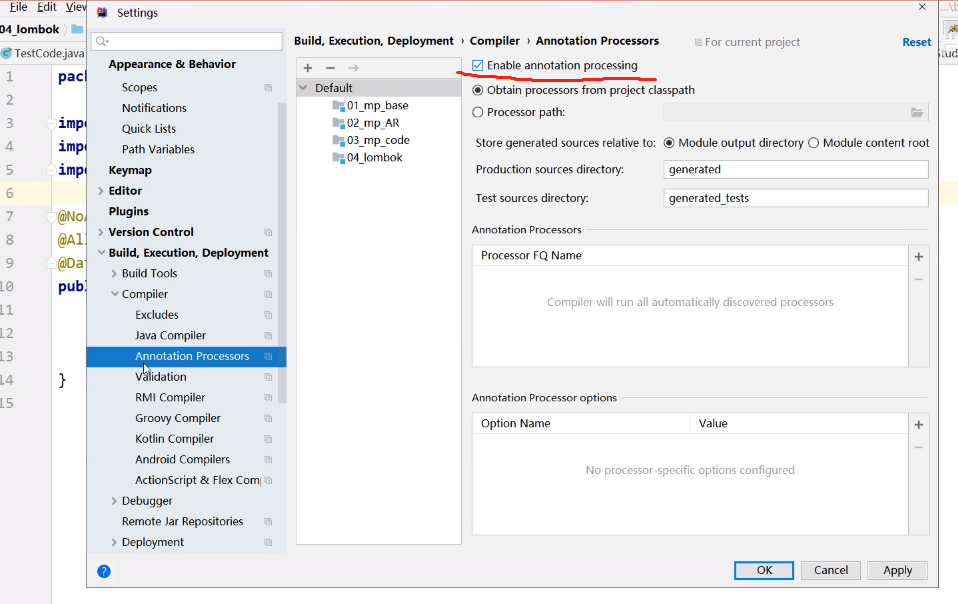 File Edit View
Settings
04_lombok
TestCode.java
Appearance & Behavior
Scopes
Notifications
Quick Lists
Path Variables
Keymap
Editor
Plugins
Version Control
Build, Execution, Deployment
Build Tools
Compiler
Excludes
Java Compiler
Annotation Processors
Validation
RMI Compiler
Groovy Compiler
Kotlin Compiler
Android Compilers
ActionScript & Flex Comp
Debugger
Remote Jar Repositories
Deployment
Build, Execution, Deployment › Compiler › Annotation Processors
For current project
Reset
Default
01_mp_base
02_mp_AR
03_mp_code
04_lombok
Enable annotation processing
Obtain processors from project classpath
Processor path:
Store generated sources relative to: Module output directory Module content root
Production sources directory: generated
Test sources directory: generated_tests
Annotation Processors
Processor FQ Name
Compiler will run all automatically discovered processors
Annotation Processor options
Option Name Value
No processor-specific options configured
OK Cancel Apply
1 pac
2
3 impo
4 impo
5 impo
6
7 @NoA
8 @Al
9 @Da
10 publ
11
12
13
14 }
15